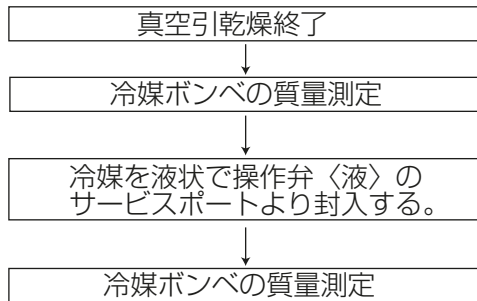 真空引乾燥終了
冷媒ボンベの質量測定
冷媒を液状で操作弁〈液〉の
サービスポートより封入する。
冷媒ボンベの質量測定